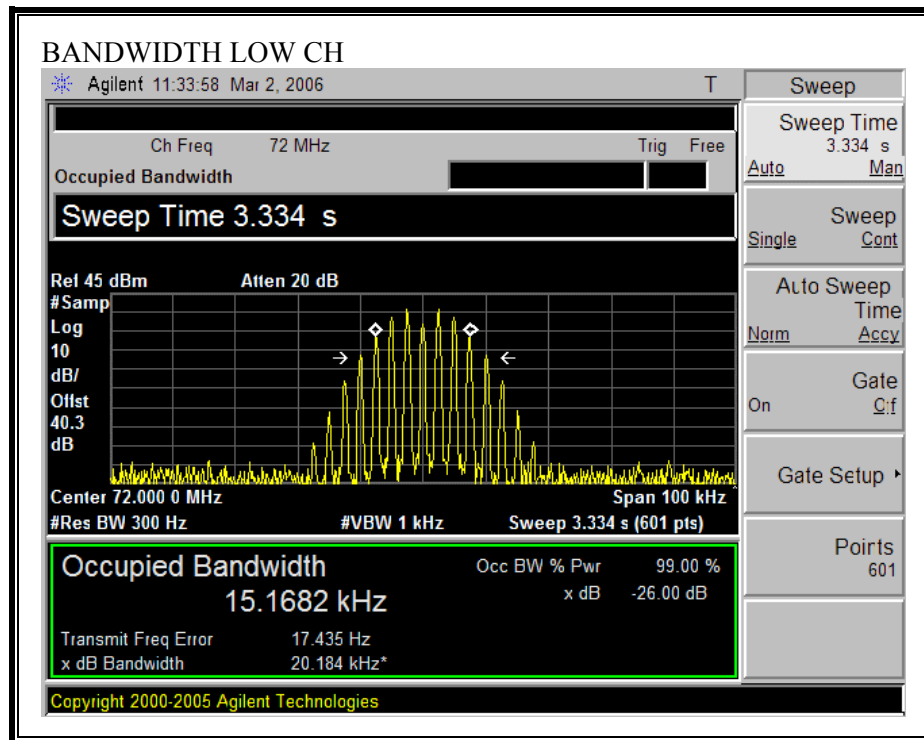 BANDWIDTH LOW CH
Agilent 11:33:58 Mar 2, 2006 T
Sweep
Ch Freq 72 MHz Trig Free
Occupied Bandwidth
Sweep Time 3.334 s
Sweep Time
3.334 s
Auto Man
Sweep
Single Cont
Auto Sweep
Time
Norm Accy
Gate
On Off
Gate Setup
Points
601
Ref 45 dBm Atten 20 dB
#Samp
Log
10
dB/
Offst
40.3
dB
Center 72.000 0 MHz Span 100 kHz
#Res BW 300 Hz #VBW 1 kHz Sweep 3.334 s (601 pts)
Occupied Bandwidth Occ BW % Pwr 99.00 %
15.1682 kHz x dB -26.00 dB
Transmit Freq Error 17.435 Hz
x dB Bandwidth 20.184 kHz*
Copyright 2000-2005 Agilent Technologies